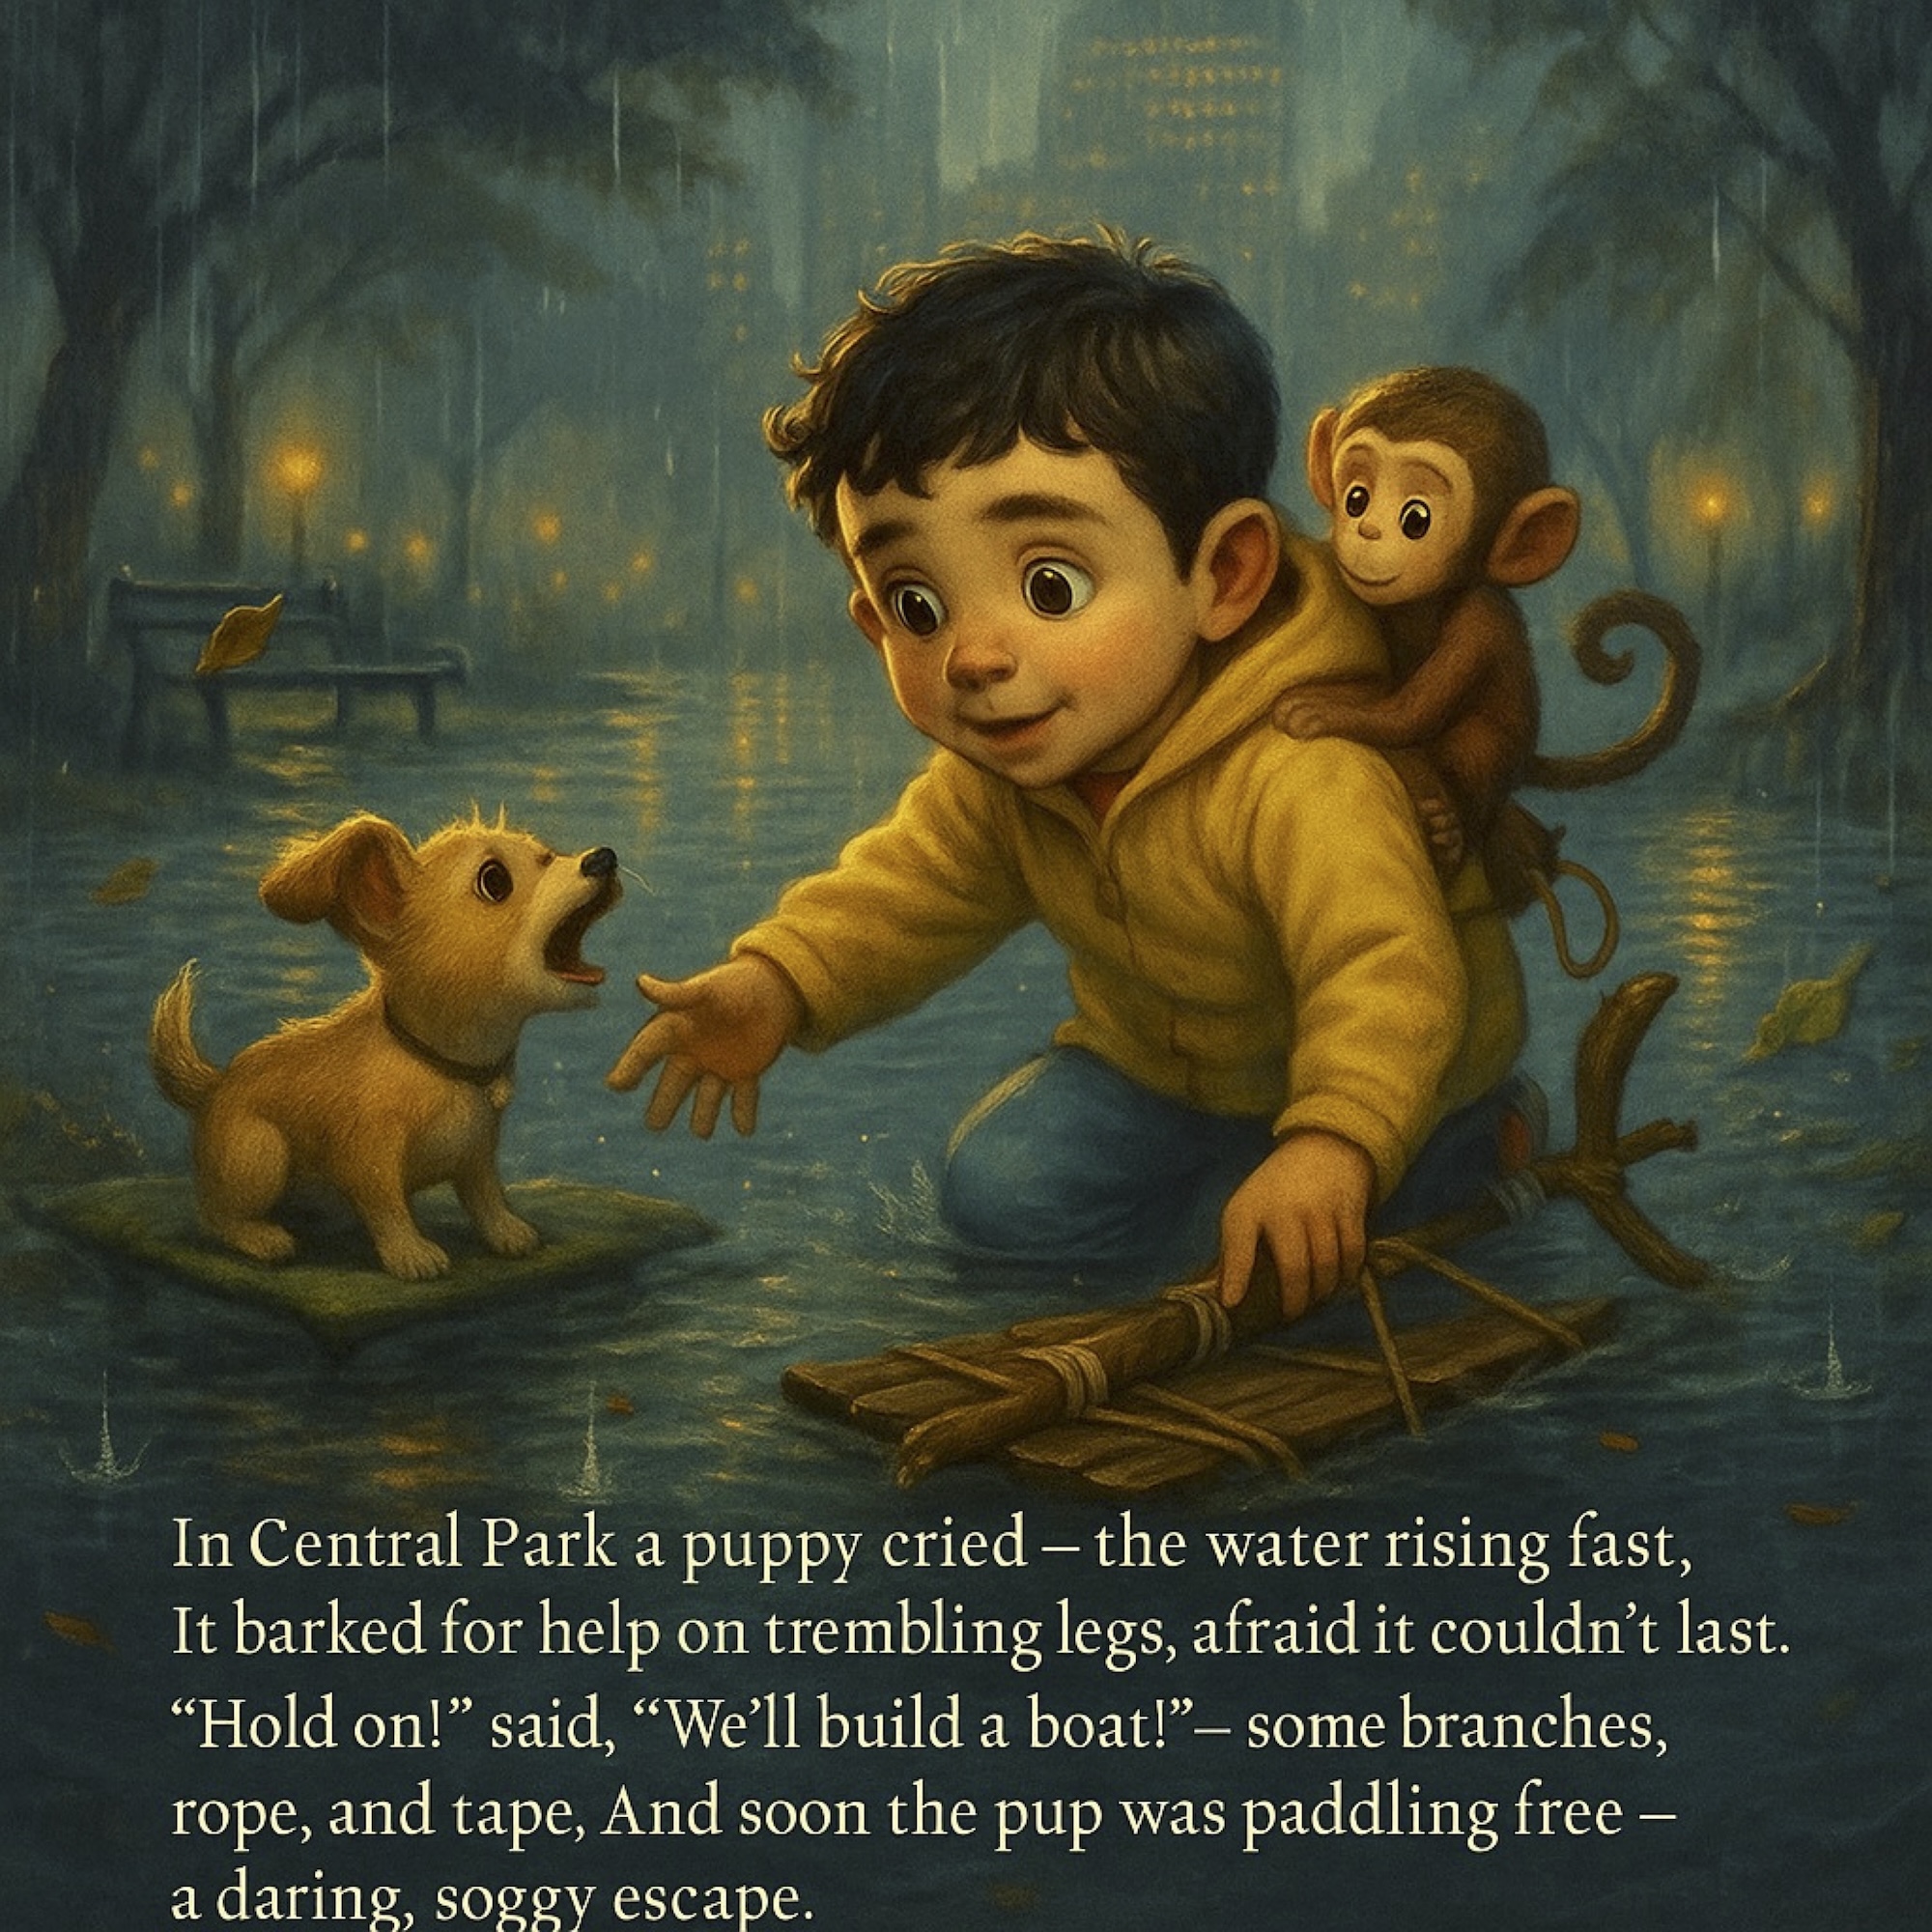 In Central Park a puppy cried – the water rising fast,
It barked for help on trembling legs, afraid it couldn’t last.
“Hold on!” said, “We’ll build a boat!”– some branches,
rope, and tape, And soon the pup was paddling free –
a daring, soggy escape.